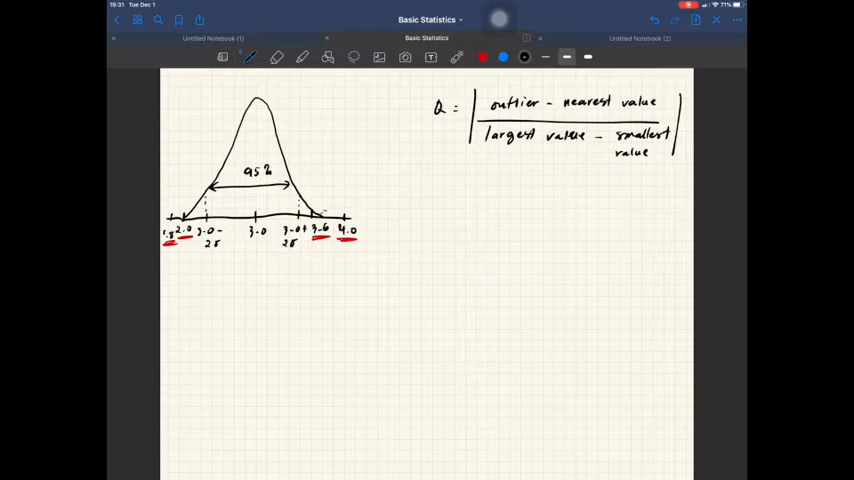 19:31 Tue Dec 1
71%
Basic Statistics
Untitled Notebook (1)
Basic Statistics
Untitled Notebook (2)
Q = | outlier - nearest value
largest value - smallest value |
95%
1.8 2.0 3.0 - 2σ 3.0 3.0 + 2σ 3.6 4.0